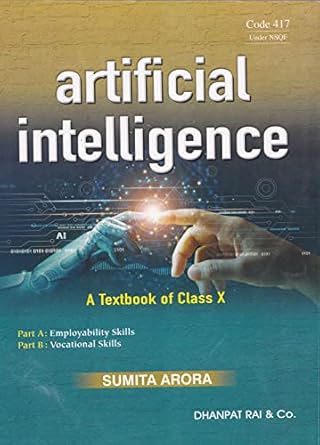 Code 417
Under NSQF
artificial
intelligence
AI
A Textbook of Class X
Part A: Employability Skills
Part B: Vocational Skills
SUMITA ARORA
DHANPAT RAI & Co.